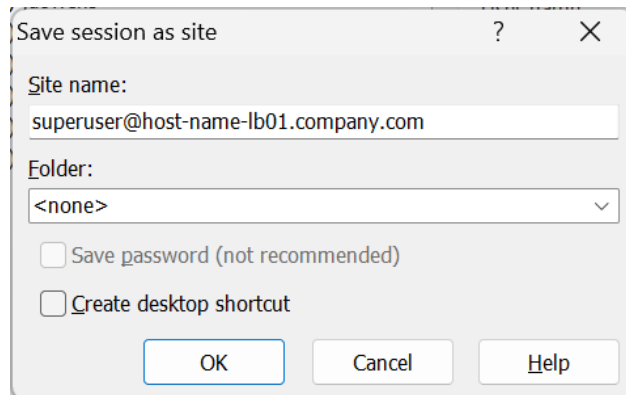 Save session as site
?
Site name:
superuser@host-name-lb01.company.com
Folder:
<none>
Save password (not recommended)
Create desktop shortcut
OK Cancel Help